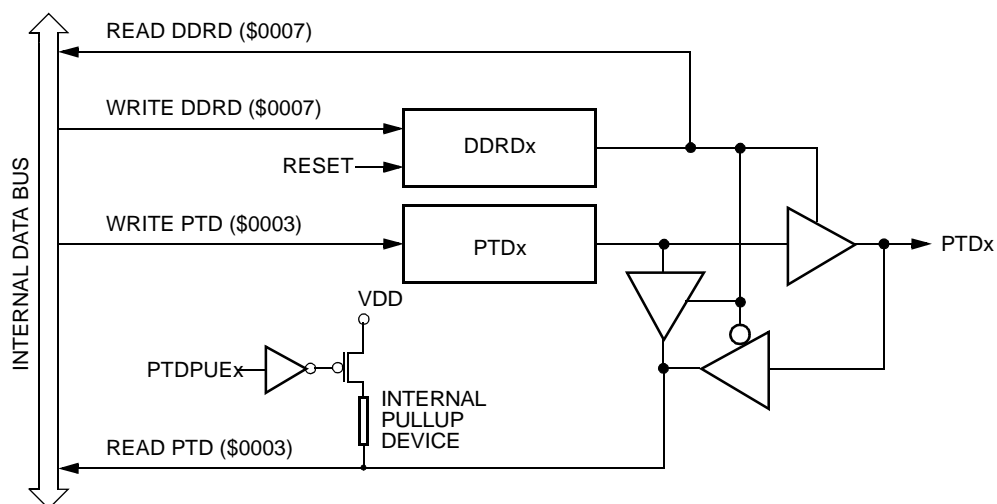 READ DDRD ($0007)
WRITE DDRD ($0007)
DDRDx
RESET
WRITE PTD ($0003)
PTDx
PTDx
INTERNAL DATA BUS
VDD
PTDPUEx
INTERNAL
PULLUP
DEVICE
READ PTD ($0003)